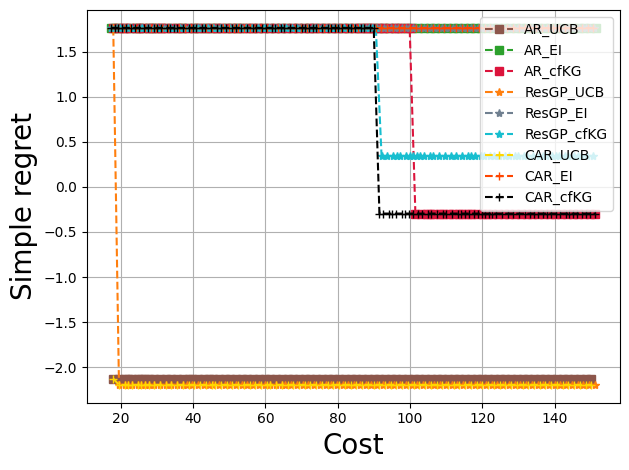 Simple regret
1.5
1.0
0.5
0.0
−0.5
−1.0
−1.5
−2.0
20 40 60 80 100 120 140
Cost
AR_UCB
AR_EI
AR_cfKG
ResGP_UCB
ResGP_EI
ResGP_cfKG
CAR_UCB
CAR_EI
CAR_cfKG